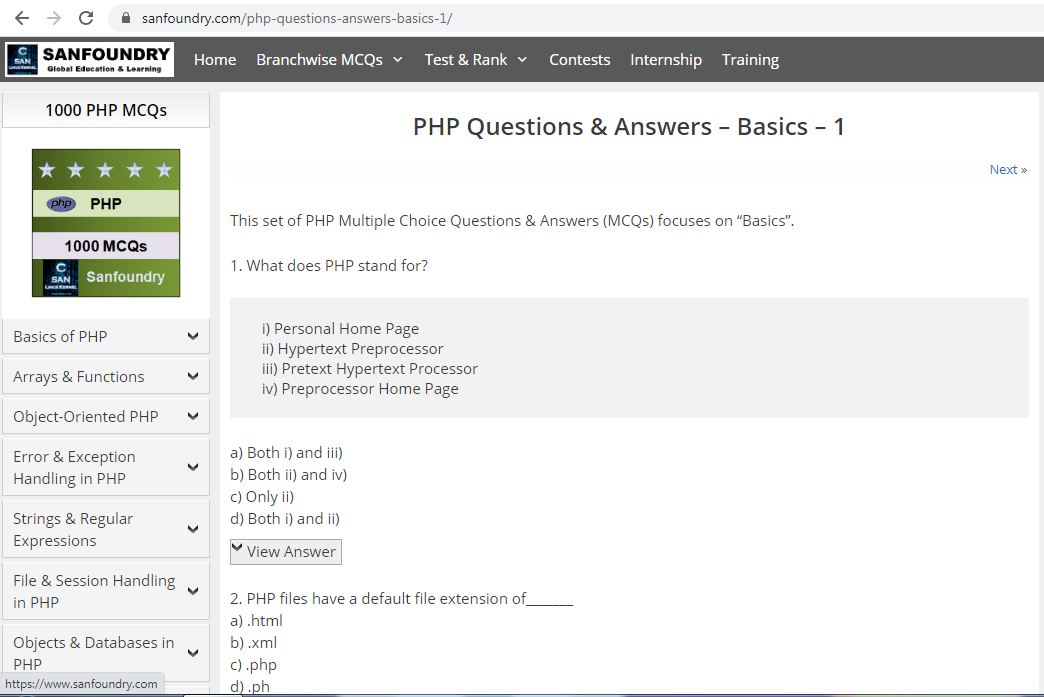 sanfoundry.com/php-questions-answers-basics-1/
C
SAN
LINUX KERNEL
SANFOUNDRY
Global Education & Learning
Home
Branchwise MCQs
Test & Rank
Contests
Internship
Training
1000 PHP MCQs
php
PHP
1000 MCQs
C
SAN
LINUX KERNEL
Sanfoundry
Basics of PHP
Arrays & Functions
Object-Oriented PHP
Error & Exception
Handling in PHP
Strings & Regular
Expressions
File & Session Handling
in PHP
Objects & Databases in
PHP
https://www.sanfoundry.com
PHP Questions & Answers – Basics – 1
Next »
This set of PHP Multiple Choice Questions & Answers (MCQs) focuses on “Basics”.
1. What does PHP stand for?
i) Personal Home Page
ii) Hypertext Preprocessor
iii) Pretext Hypertext Processor
iv) Preprocessor Home Page
a) Both i) and iii)
b) Both ii) and iv)
c) Only ii)
d) Both i) and ii)
View Answer
2. PHP files have a default file extension of_______
a) .html
b) .xml
c) .php
d) .ph